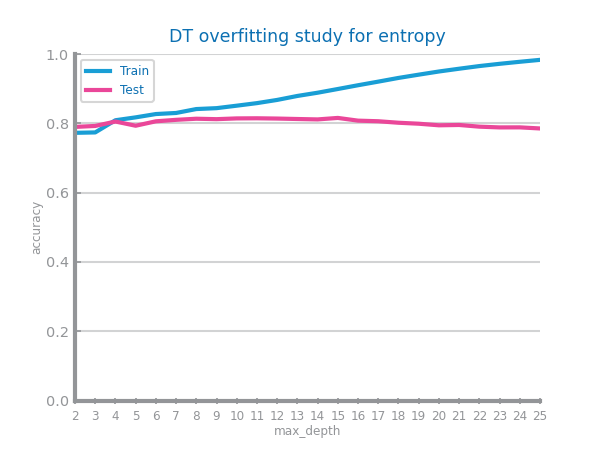 DT overfitting study for entropy
1.0
Train
Test
0.8
0.6
accuracy
0.4
0.2
0.0
2 3 4 5 6 7 8 9 10 11 12 13 14 15 16 17 18 19 20 21 22 23 24 25
max_depth